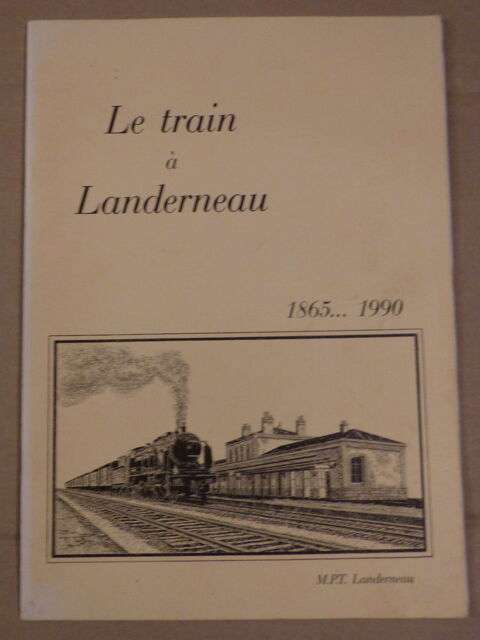 Le train
à
Landerneau
1865... 1990
M.P.T. Landerneau